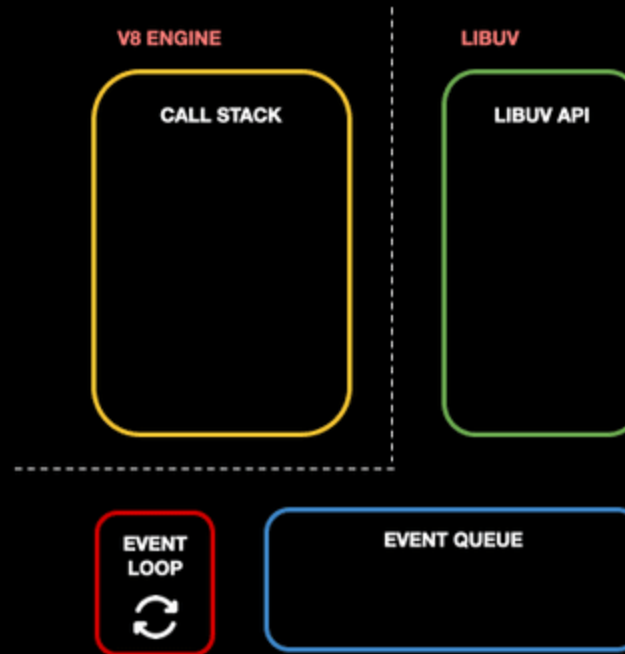 V8 ENGINE
LIBUV
CALL STACK
LIBUV API
EVENT
LOOP
EVENT QUEUE